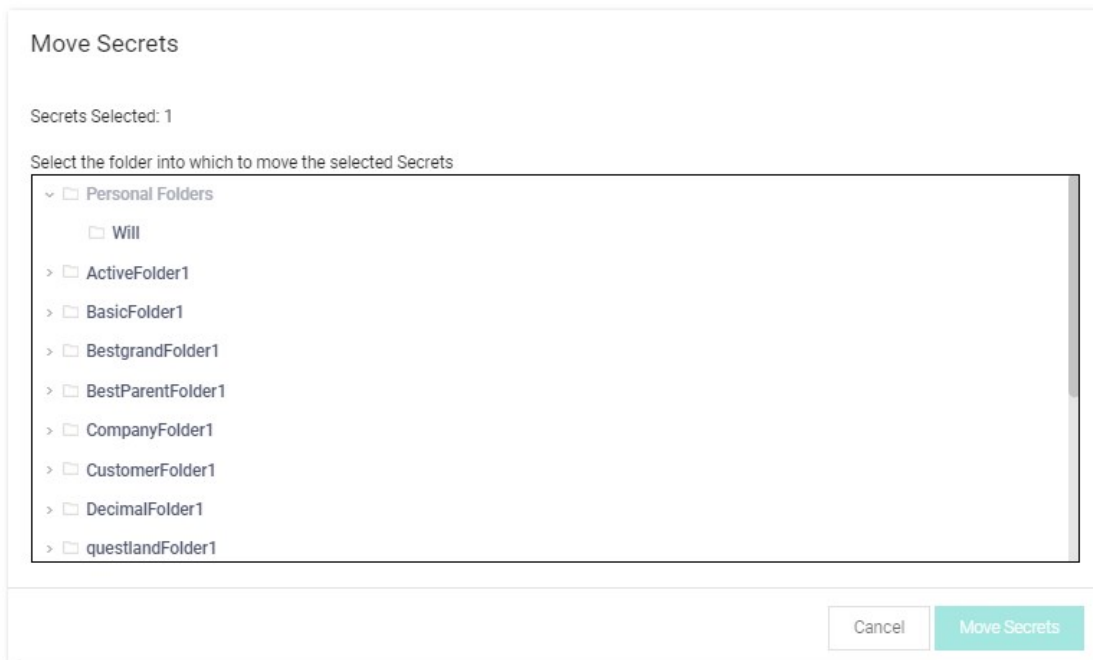 Move Secrets
Secrets Selected: 1
Select the folder into which to move the selected Secrets
Personal Folders
Will
ActiveFolder1
BasicFolder1
BestgrandFolder1
BestParentFolder1
CompanyFolder1
CustomerFolder1
DecimalFolder1
questlandFolder1
Cancel Move Secrets